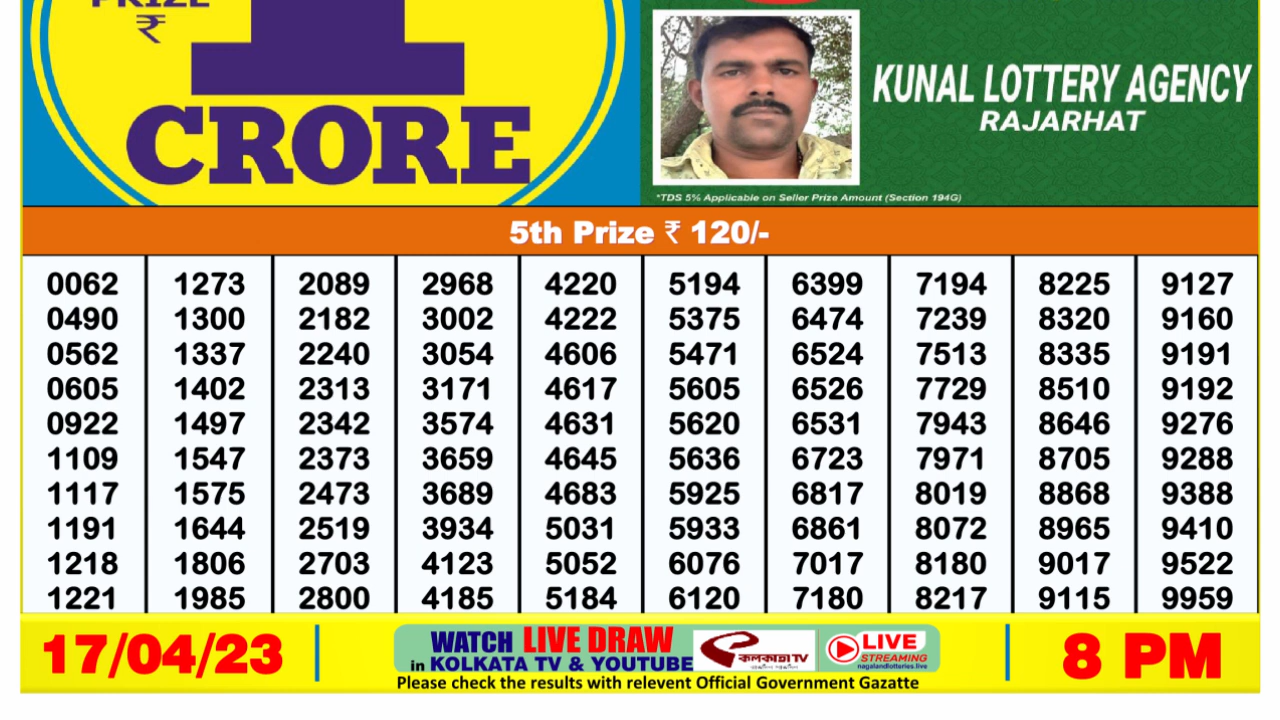 PRIZE
₹
1
CRORE
KUNAL LOTTERY AGENCY
RAJARHAT
*TDS 5% Applicable on Seller Prize Amount (Section 194G)
5th Prize ₹ 120/-
0062 1273 2089 2968 4220 5194 6399 7194 8225 9127
0490 1300 2182 3002 4222 5375 6474 7239 8320 9160
0562 1337 2240 3054 4606 5471 6524 7513 8335 9191
0605 1402 2313 3171 4617 5605 6526 7729 8510 9192
0922 1497 2342 3574 4631 5620 6531 7943 8646 9276
1109 1547 2373 3659 4645 5636 6723 7971 8705 9288
1117 1575 2473 3689 4683 5925 6817 8019 8868 9388
1191 1644 2519 3934 5031 5933 6861 8072 8965 9410
1218 1806 2703 4123 5052 6076 7017 8180 9017 9522
1221 1985 2800 4185 5184 6120 7180 8217 9115 9959
17/04/23
WATCH LIVE DRAW
in KOLKATA TV & YOUTUBE
কলকাতা TV
LIVE
STREAMING
nagalandlotteries.live
8 PM
Please check the results with relevent Official Government Gazatte